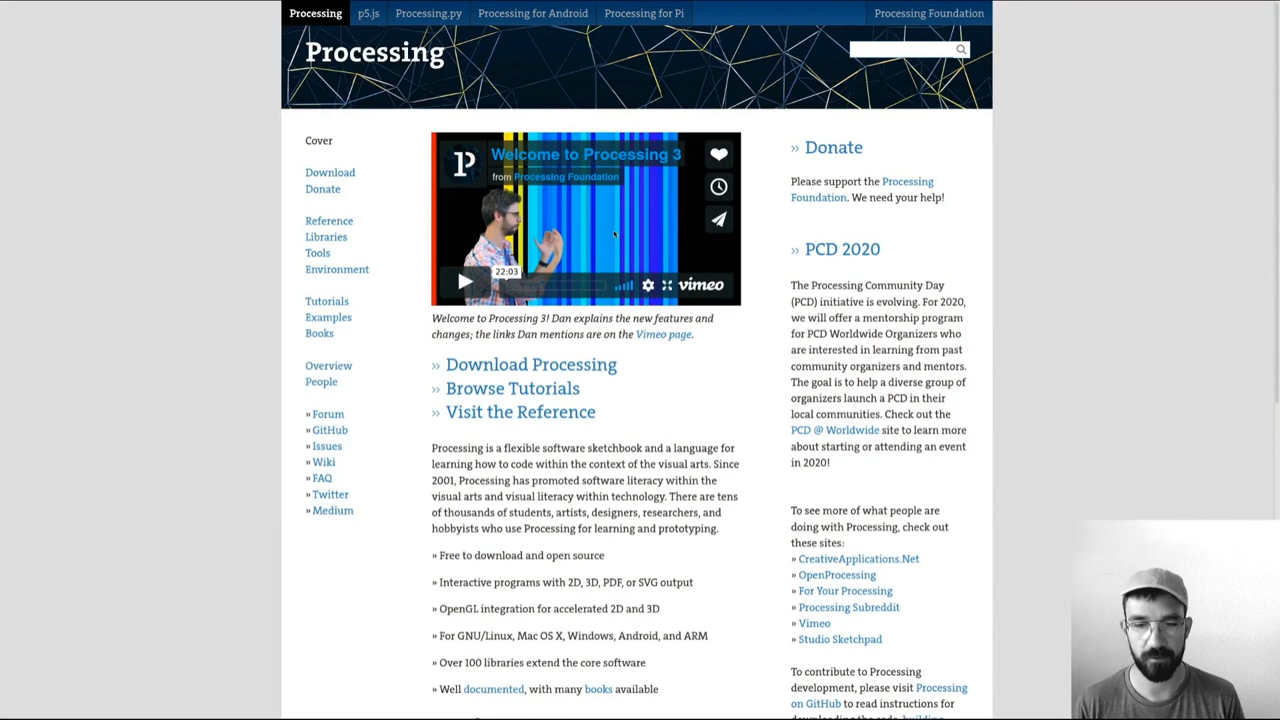 Processing
p5.js
Processing.py
Processing for Android
Processing for Pi
Processing Foundation
Processing
Cover
Download
Donate
Reference
Libraries
Tools
Environment
Tutorials
Examples
Books
Overview
People
» Forum
» GitHub
» Issues
» Wiki
» FAQ
» Twitter
» Medium
Welcome to Processing 3
from Processing Foundation
22:03
vimeo
Welcome to Processing 3! Dan explains the new features and
changes; the links Dan mentions are on the Vimeo page.
» Download Processing
» Browse Tutorials
» Visit the Reference
Processing is a flexible software sketchbook and a language for
learning how to code within the context of the visual arts. Since
2001, Processing has promoted software literacy within the
visual arts and visual literacy within technology. There are tens
of thousands of students, artists, designers, researchers, and
hobbyists who use Processing for learning and prototyping.
» Free to download and open source
» Interactive programs with 2D, 3D, PDF, or SVG output
» OpenGL integration for accelerated 2D and 3D
» For GNU/Linux, Mac OS X, Windows, Android, and ARM
» Over 100 libraries extend the core software
» Well documented, with many books available
» Donate
Please support the Processing
Foundation. We need your help!
» PCD 2020
The Processing Community Day
(PCD) initiative is evolving. For 2020,
we will offer a mentorship program
for PCD Worldwide Organizers who
are interested in learning from past
community organizers and mentors.
The goal is to help a diverse group of
organizers launch a PCD in their
local communities. Check out the
PCD @ Worldwide site to learn more
about starting or attending an event
in 2020!
To see more of what people are
doing with Processing, check out
these sites:
» CreativeApplications.Net
» OpenProcessing
» For Your Processing
» Processing Subreddit
» Vimeo
» Studio Sketchpad
To contribute to Processing
development, please visit Processing
on GitHub to read instructions for
downloading the code, building